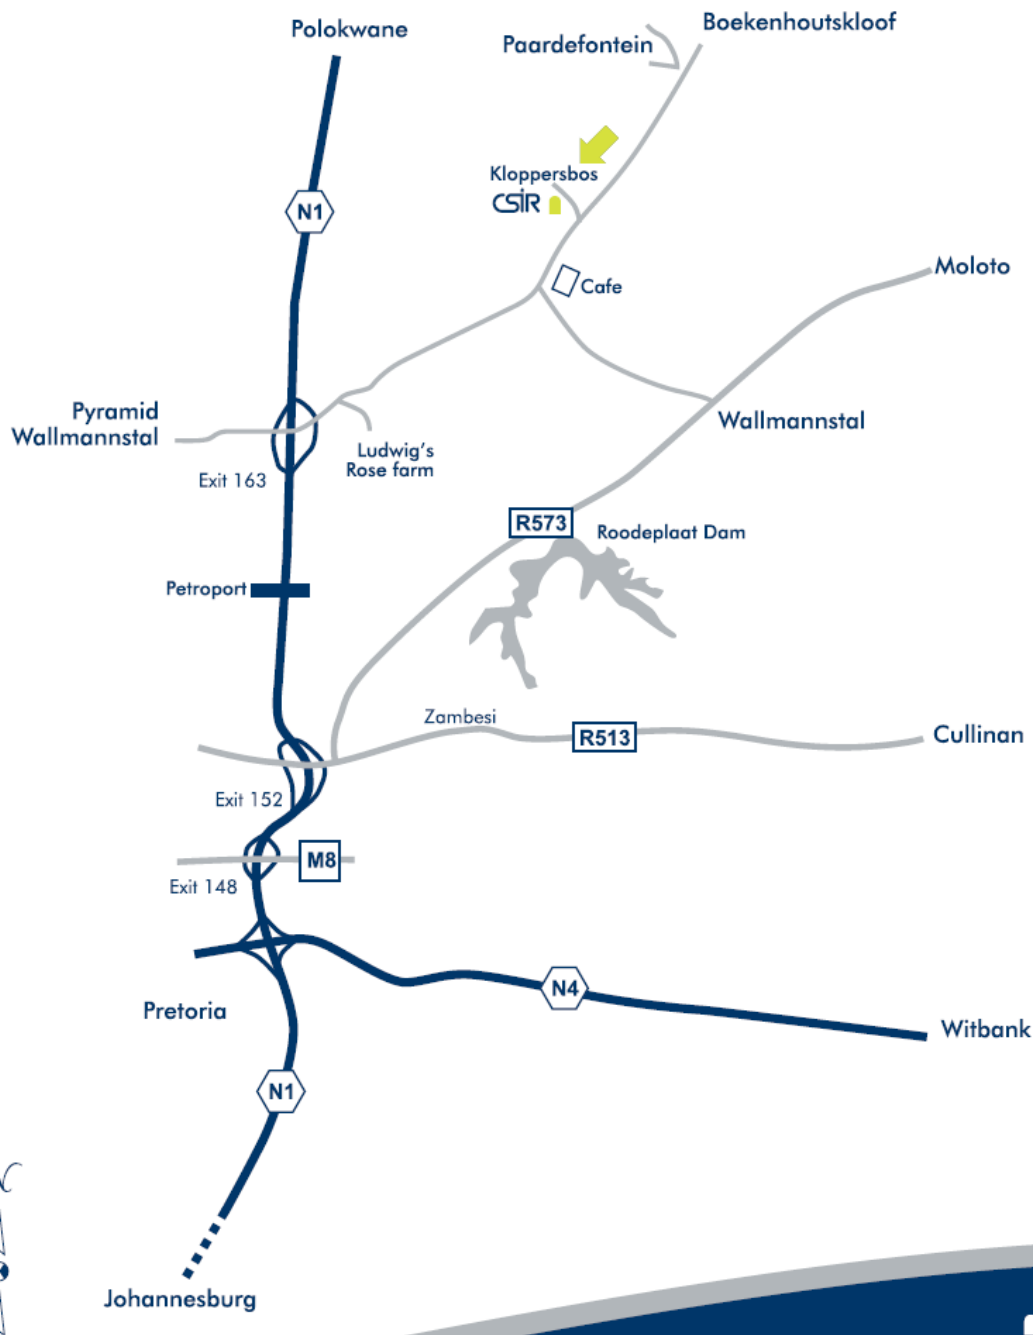 Polokwane
Boekenhoutskloof
Paardefontein
Kloppersbos
CSIR
N1
Moloto
Cafe
Pyramid
Wallmannstal
Wallmannstal
Ludwig's
Rose farm
Exit 163
R573
Roodeplaat Dam
Petroport
Zambesi
R513
Cullinan
Exit 152
M8
Exit 148
N4
Pretoria
Witbank
N1
Johannesburg